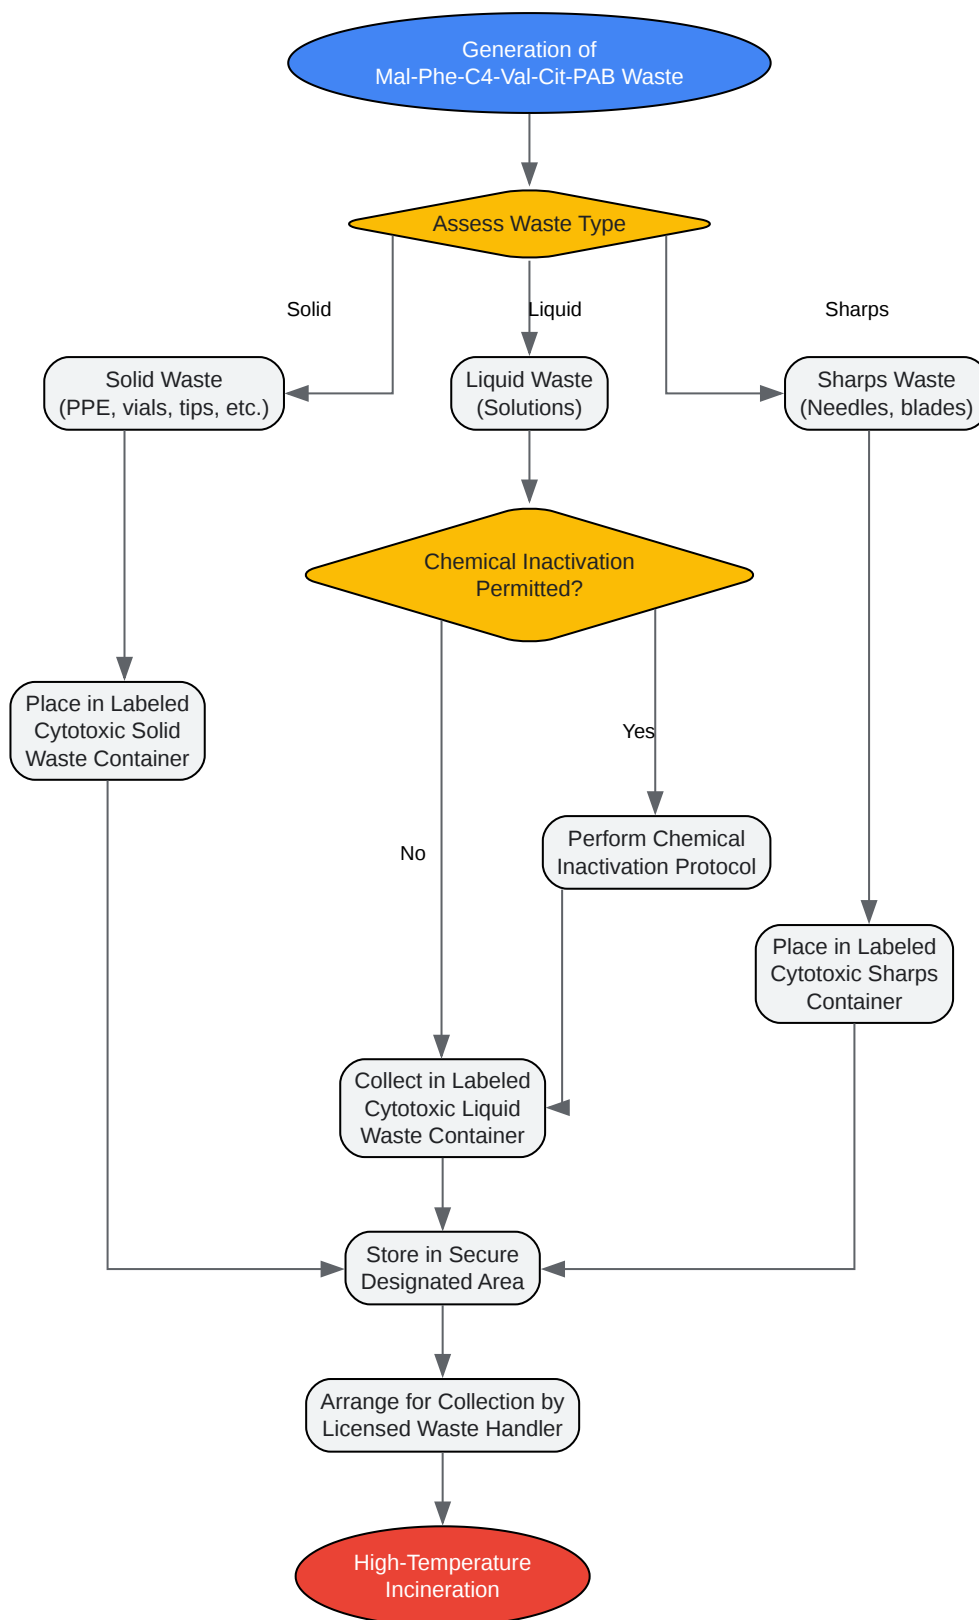 Generation of
Mal-Phe-C4-Val-Cit-PAB Waste
Assess Waste Type
Solid
Liquid
Sharps
Solid Waste
(PPE, vials, tips, etc.)
Liquid Waste
(Solutions)
Sharps Waste
(Needles, blades)
Chemical Inactivation
Permitted?
Place in Labeled
Cytotoxic Solid
Waste Container
Yes
No
Perform Chemical
Inactivation Protocol
Place in Labeled
Cytotoxic Sharps
Container
Collect in Labeled
Cytotoxic Liquid
Waste Container
Store in Secure
Designated Area
Arrange for Collection by
Licensed Waste Handler
High-Temperature
Incineration